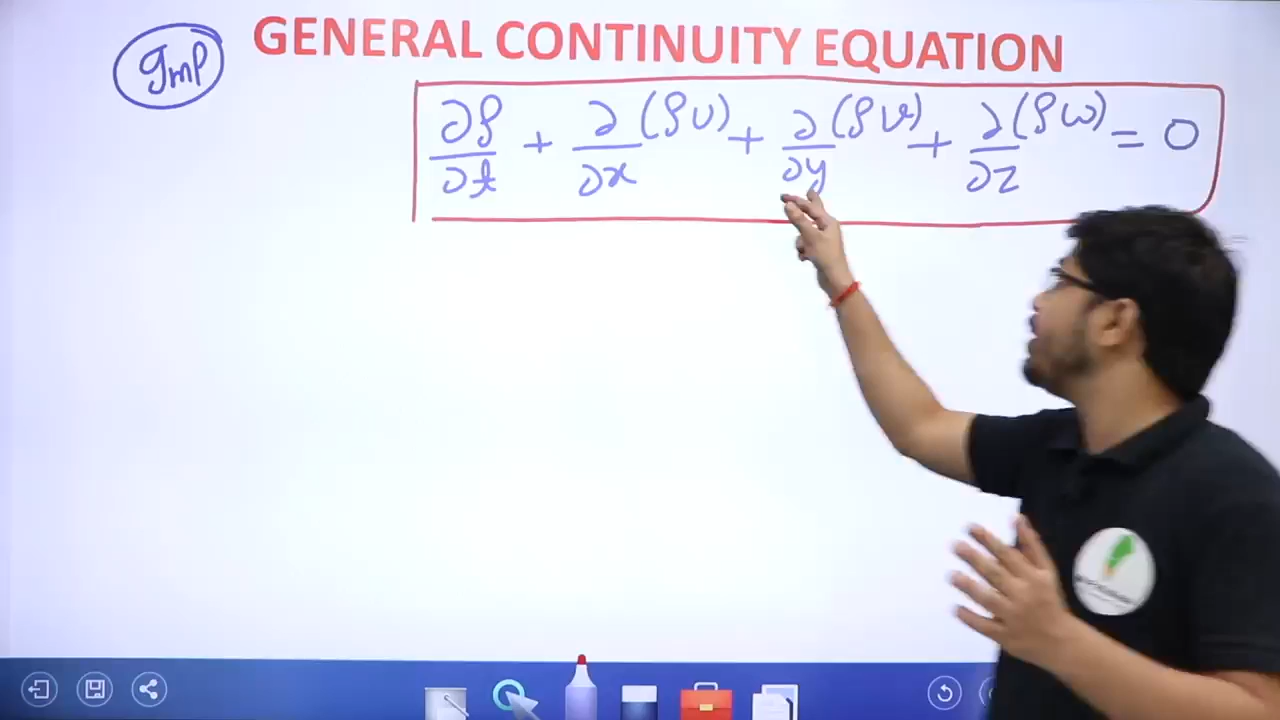 GENERAL CONTINUITY EQUATION
Imp
∂ρ/∂t + ∂/∂x (ρu) + ∂/∂y (ρv) + ∂/∂z (ρw) = 0